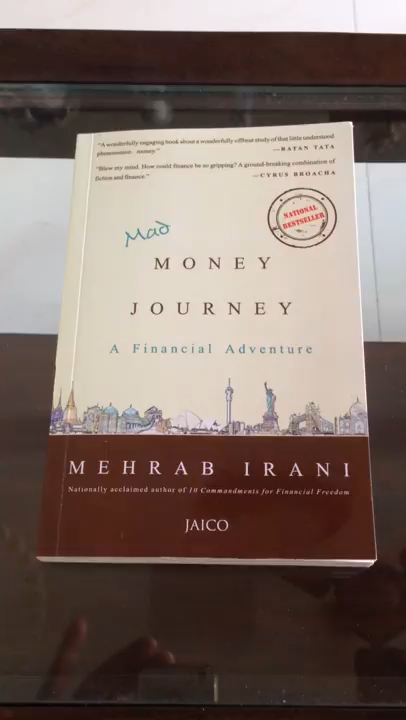 "A wonderfully engaging book about a wonderfully offbeat study of that little understood
phenomenon - money."
—RATAN TATA
"Blew my mind. How could finance be so gripping? A ground-breaking combination of
fiction and finance."
—CYRUS BROACHA
NATIONAL
BESTSELLER
Mad
MONEY
JOURNEY
A Financial Adventure
MEHRAB IRANI
Nationally acclaimed author of 10 Commandments for Financial Freedom
JAICO